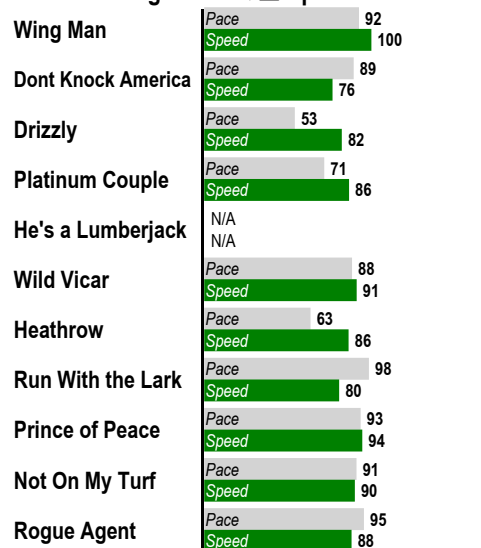 Wing Man
Pace 92
Speed 100
Dont Knock America
Pace 89
Speed 76
Drizzly
Pace 53
Speed 82
Platinum Couple
Pace 71
Speed 86
He's a Lumberjack
N/A
N/A
Wild Vicar
Pace 88
Speed 91
Heathrow
Pace 63
Speed 86
Run With the Lark
Pace 98
Speed 80
Prince of Peace
Pace 93
Speed 94
Not On My Turf
Pace 91
Speed 90
Rogue Agent
Pace 95
Speed 88